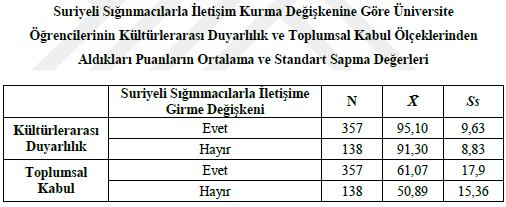 Suriyeli Sığınmacılarla İletişim Kurma Değişkenine Göre Üniversite
Öğrencilerinin Kültürlerarası Duyarlılık ve Toplumsal Kabul Ölçeklerinden
Aldıkları Puanların Ortalama ve Standart Sapma Değerleri
Suriyeli Sığınmacılarla İletişime Girme Değişkeni N X̄ Ss
Kültürlerarası Duyarlılık Evet 357 95,10 9,63
Hayır 138 91,30 8,83
Toplumsal Kabul Evet 357 61,07 17,9
Hayır 138 50,89 15,36